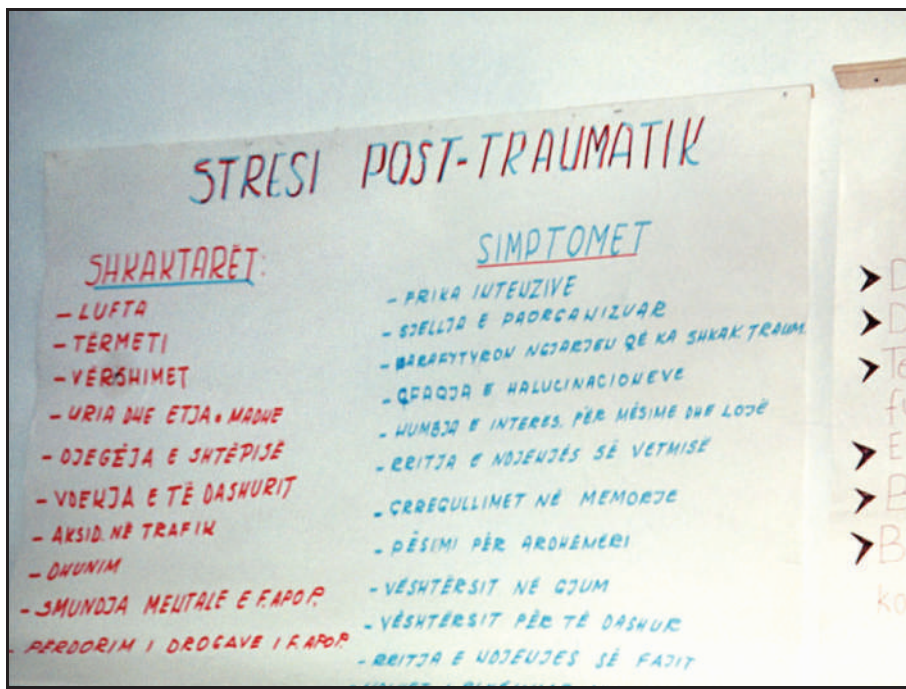 STRESI POST-TRAUMATIK
SHKAKTARËT:
- LUFTA
- TËRMETI
- VËRSHIMET
- URIA DHE ETJA e MADHE
- DJEGËJA E SHTËPISË
- VDEKJA E TË DASHURIT
- AKSID. NË TRAFIK
- DHUNIM
- SMUNDJA MENTALE E F. APO P.
- PERDORIM I DROGAVE I F. APO P.
SIMPTOMET
- FRIKA INTENZIVE
- SJELLJA E PAORGANIZUAR
- PARAFYTYRON NGJARJEN QË KA SHKAK. TRAUM.
- QFAQJA E HALUCINACIONEVE
- HUMBJA E INTERES. PËR MËSIME DHE LOJË
- RRITJA E NDJENJËS SË VETMISË
- ÇRREGULLIMET NË MEMORJE
- PËSIMI PËR ARDHËMERI
- VËSHTËRSIT NË GJUM
- VËSHTËRSIT PËR TË DASHUR
- RRITJA E NDJENJES SË FAJIT